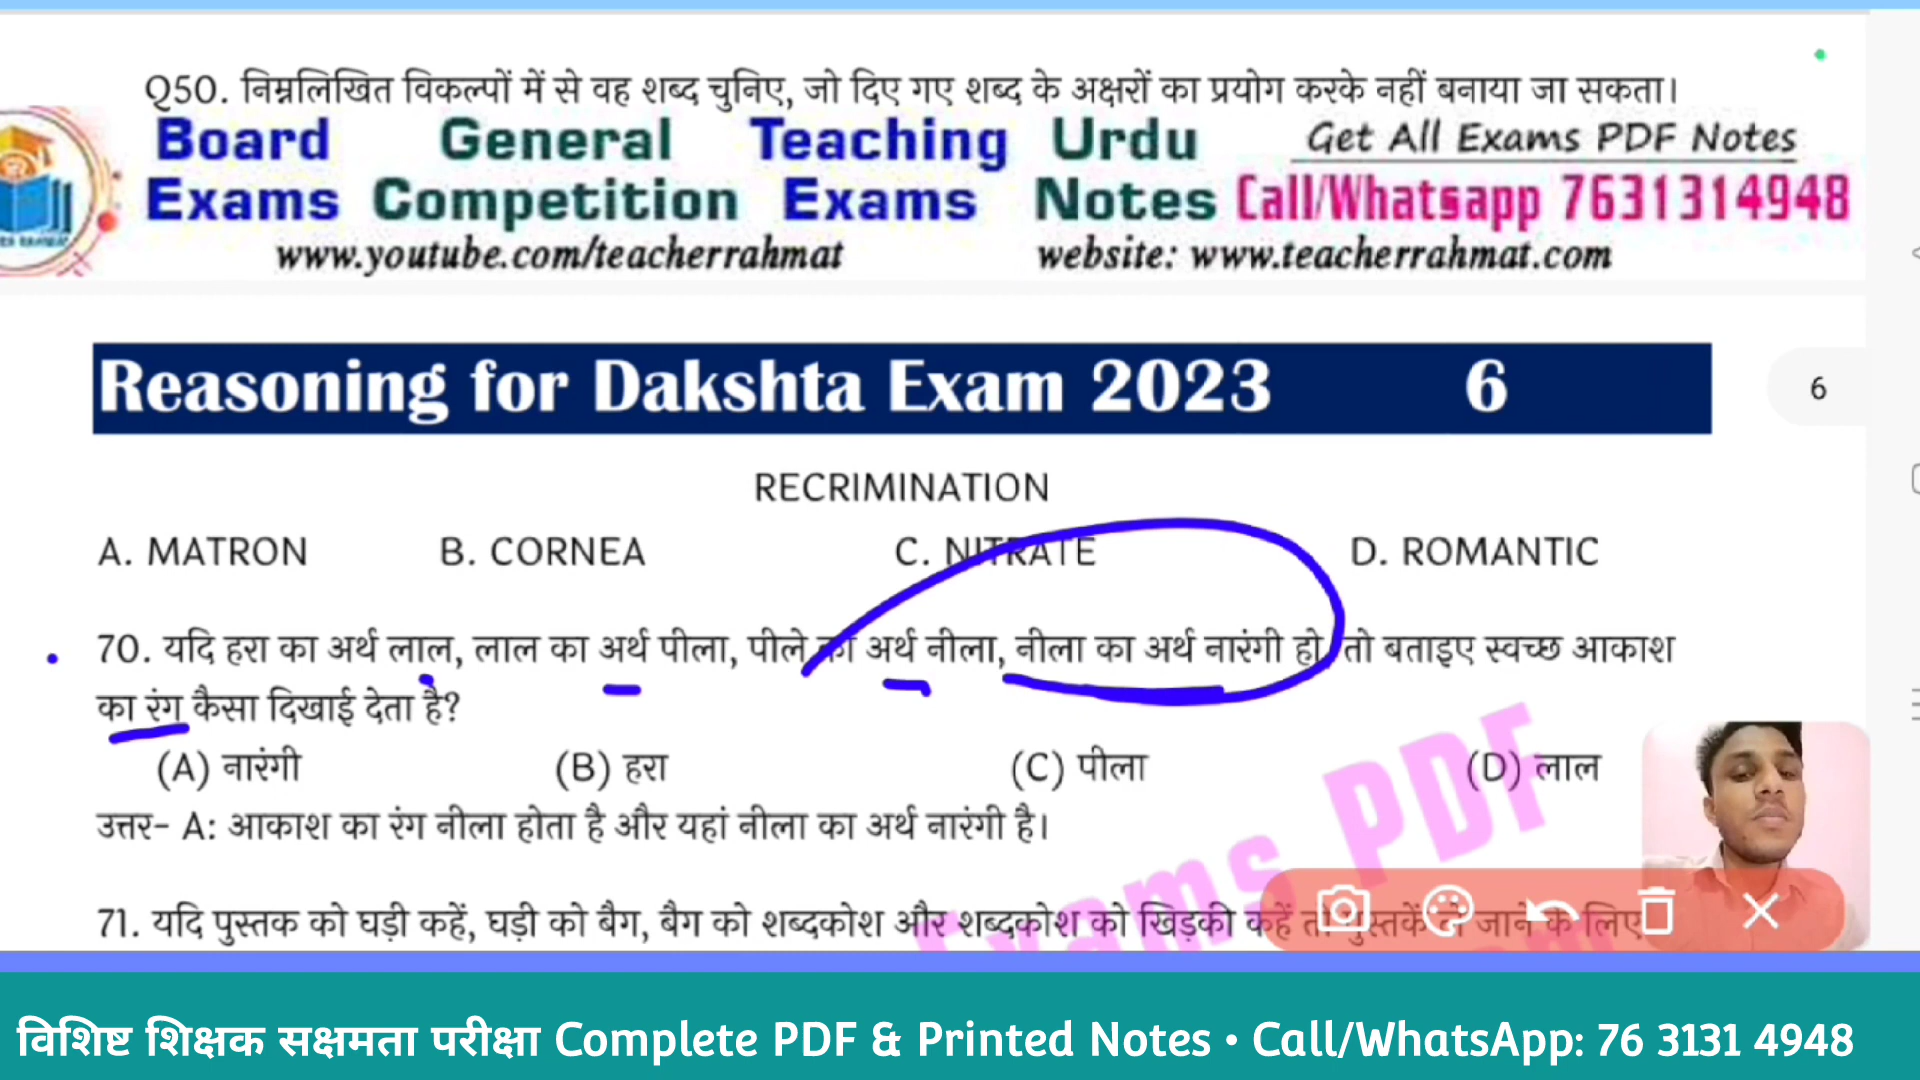 Q50. निम्नलिखित विकल्पों में से वह शब्द चुनिए, जो दिए गए शब्द के अक्षरों का प्रयोग करके नहीं बनाया जा सकता।
Board General Teaching Urdu Get All Exams PDF Notes
Exams Competition Exams Notes Call/Whatsapp 7631314948
www.youtube.com/teacherrahmat website: www.teacherrahmat.com
Reasoning for Dakshta Exam 2023 6
6
RECRIMINATION
A. MATRON B. CORNEA C. NITRATE D. ROMANTIC
70. यदि हरा का अर्थ लाल, लाल का अर्थ पीला, पीले का अर्थ नीला, नीला का अर्थ नारंगी हो, तो बताइए स्वच्छ आकाश
का रंग कैसा दिखाई देता है?
(A) नारंगी (B) हरा (C) पीला (D) लाल
उत्तर- A: आकाश का रंग नीला होता है और यहां नीला का अर्थ नारंगी है।
71. यदि पुस्तक को घड़ी कहें, घड़ी को बैग, बैग को शब्दकोश और शब्दकोश को खिड़की कहें तो पुस्तकें ले जाने के लिए
Exams PDF
विशिष्ट शिक्षक सक्षमता परीक्षा Complete PDF & Printed Notes • Call/WhatsApp: 76 3131 4948